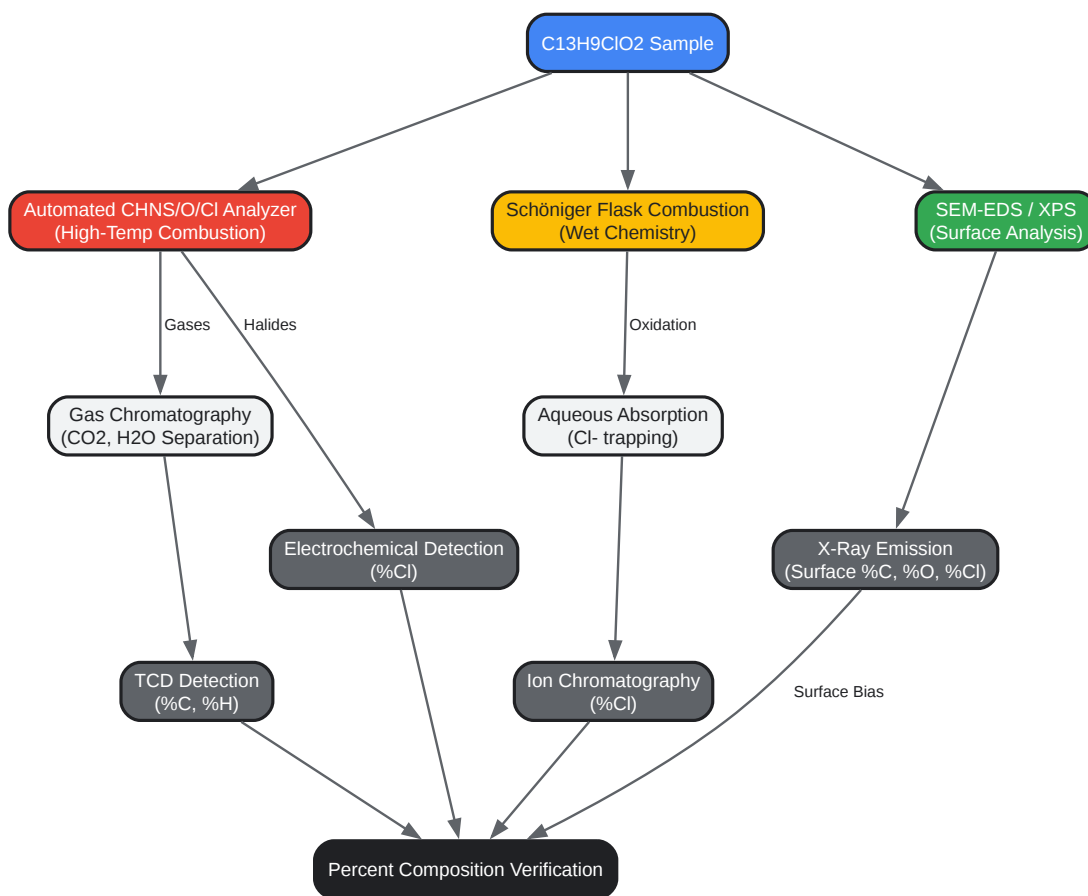 C13H9ClO2 Sample
Automated CHNS/O/Cl Analyzer
(High-Temp Combustion)
Schöniger Flask Combustion
(Wet Chemistry)
SEM-EDS / XPS
(Surface Analysis)
Gases
Halides
Oxidation
Gas Chromatography
(CO2, H2O Separation)
Aqueous Absorption
(Cl- trapping)
Electrochemical Detection
(%Cl)
X-Ray Emission
(Surface %C, %O, %Cl)
TCD Detection
(%C, %H)
Ion Chromatography
(%Cl)
Surface Bias
Percent Composition Verification